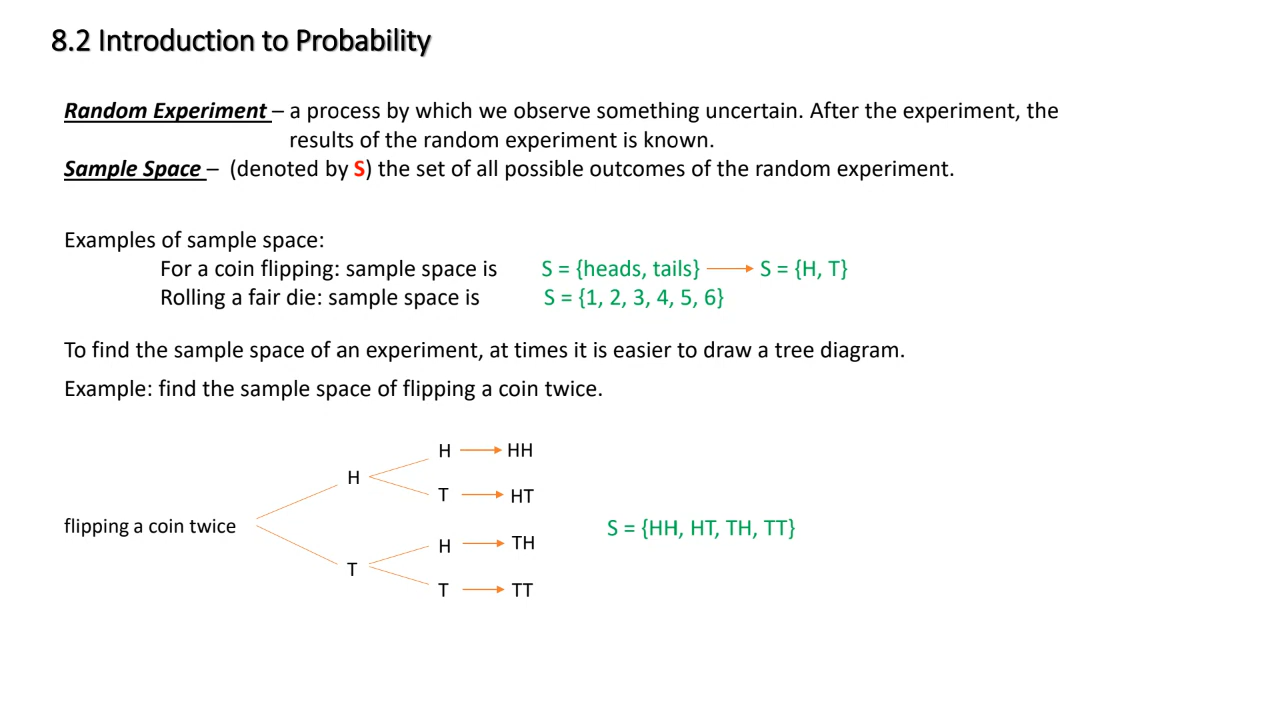 8.2 Introduction to Probability
Random Experiment – a process by which we observe something uncertain. After the experiment, the
results of the random experiment is known.
Sample Space – (denoted by S) the set of all possible outcomes of the random experiment.
Examples of sample space:
For a coin flipping: sample space is S = {heads, tails} → S = {H, T}
Rolling a fair die: sample space is S = {1, 2, 3, 4, 5, 6}
To find the sample space of an experiment, at times it is easier to draw a tree diagram.
Example: find the sample space of flipping a coin twice.
H → HH
H
T → HT
flipping a coin twice S = {HH, HT, TH, TT}
H → TH
T
T → TT